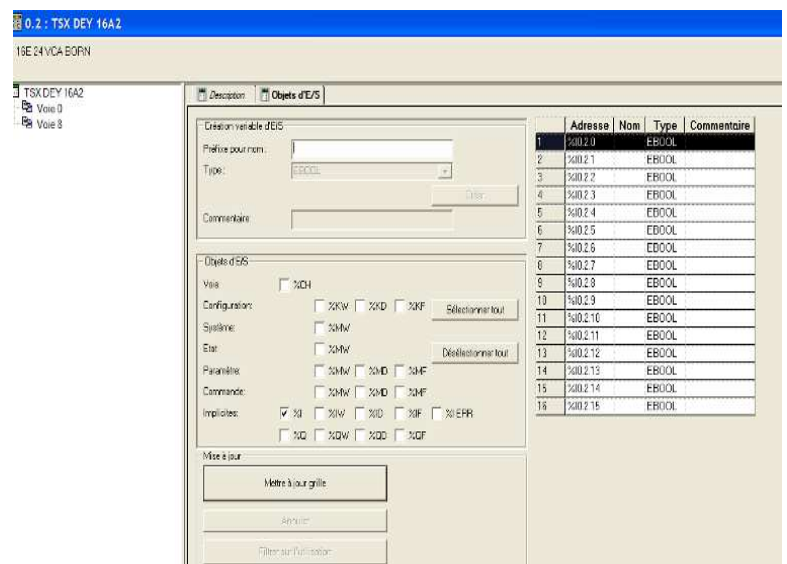 0.2 : TSX DEY 16A2
16E 24 VCA BORN
TSX DEY 16A2
Voie 0
Voie 8
Description
Objets d'E/S
Création variable d'E/S
Préfixe pour nom :
Type :
EBOOL
Créer
Commentaire
Objets d'E/S
Voie
%CH
Configuration:
%KW %KD %KF
Sélectionner tout
Système:
%MW
Etat:
%MW
Désélectionner tout
Paramètre:
%MW %MD %MF
Commande:
%MW %MD %MF
Implicites:
%I %IW %ID %IF %I ERR
%Q %QW %QD %QF
Mise à jour
Mettre à jour grille
Annuler
Filtrer sur l'utilisation
Adresse Nom Type Commentaire
1 %I0.2.0 EBOOL
2 %I0.2.1 EBOOL
3 %I0.2.2 EBOOL
4 %I0.2.3 EBOOL
5 %I0.2.4 EBOOL
6 %I0.2.5 EBOOL
7 %I0.2.6 EBOOL
8 %I0.2.7 EBOOL
9 %I0.2.8 EBOOL
10 %I0.2.9 EBOOL
11 %I0.2.10 EBOOL
12 %I0.2.11 EBOOL
13 %I0.2.12 EBOOL
14 %I0.2.13 EBOOL
15 %I0.2.14 EBOOL
16 %I0.2.15 EBOOL